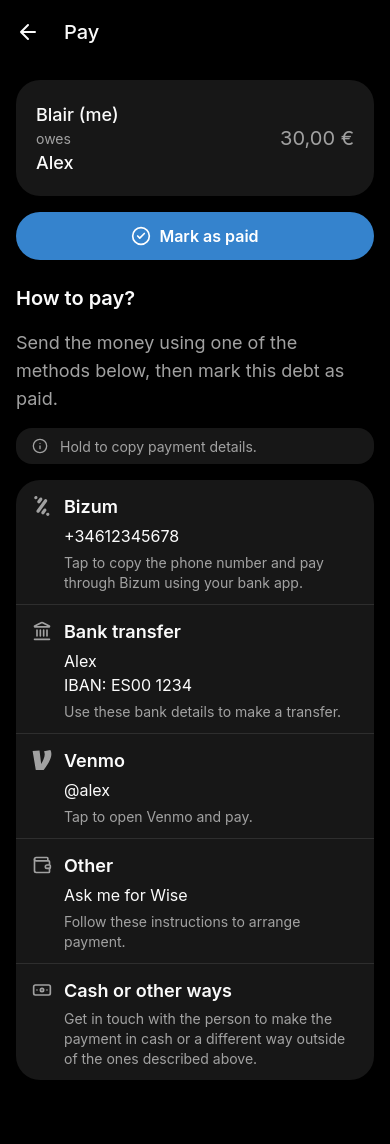 Pay
Blair (me)
owes
Alex
30,00 €
Mark as paid
How to pay?
Send the money using one of the
methods below, then mark this debt as
paid.
Hold to copy payment details.
Bizum
+34612345678
Tap to copy the phone number and pay
through Bizum using your bank app.
Bank transfer
Alex
IBAN: ES00 1234
Use these bank details to make a transfer.
Venmo
@alex
Tap to open Venmo and pay.
Other
Ask me for Wise
Follow these instructions to arrange
payment.
Cash or other ways
Get in touch with the person to make the
payment in cash or a different way outside
of the ones described above.